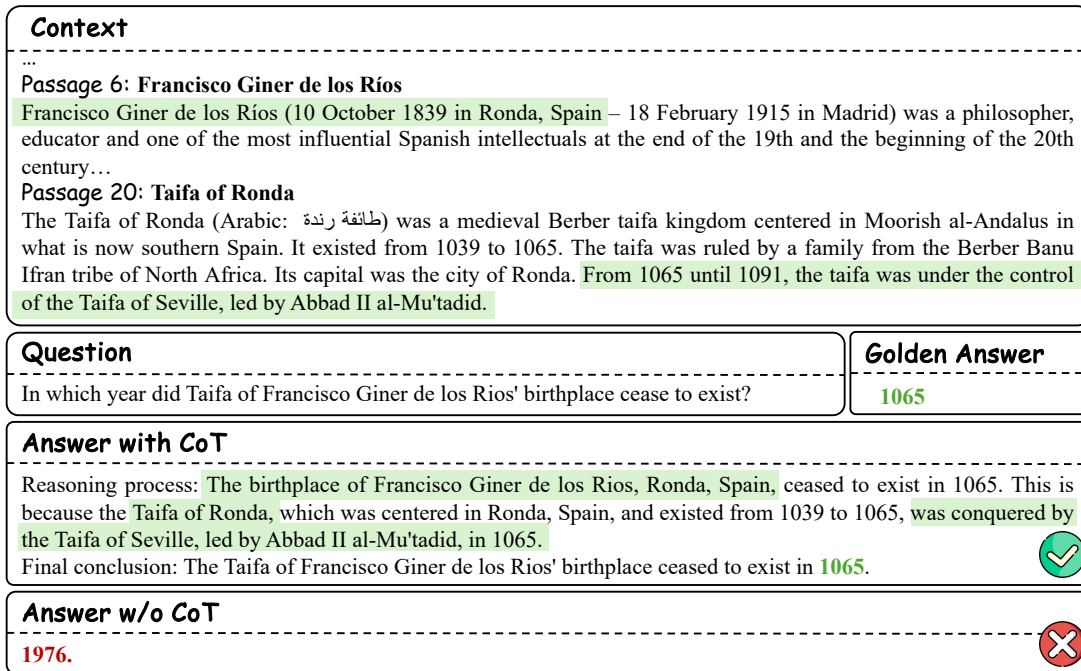 Context
...
Passage 6: Francisco Giner de los Ríos
Francisco Giner de los Ríos (10 October 1839 in Ronda, Spain – 18 February 1915 in Madrid) was a philosopher,
educator and one of the most influential Spanish intellectuals at the end of the 19th and the beginning of the 20th
century…
Passage 20: Taifa of Ronda
The Taifa of Ronda (Arabic: طائفة رندة) was a medieval Berber taifa kingdom centered in Moorish al-Andalus in
what is now southern Spain. It existed from 1039 to 1065. The taifa was ruled by a family from the Berber Banu
Ifran tribe of North Africa. Its capital was the city of Ronda. From 1065 until 1091, the taifa was under the control
of the Taifa of Seville, led by Abbad II al-Mu'tadid.
Question
In which year did Taifa of Francisco Giner de los Rios' birthplace cease to exist?
Golden Answer
1065
Answer with CoT
Reasoning process: The birthplace of Francisco Giner de los Rios, Ronda, Spain, ceased to exist in 1065. This is
because the Taifa of Ronda, which was centered in Ronda, Spain, and existed from 1039 to 1065, was conquered by
the Taifa of Seville, led by Abbad II al-Mu'tadid, in 1065.
Final conclusion: The Taifa of Francisco Giner de los Rios' birthplace ceased to exist in 1065.
Answer w/o CoT
1976.